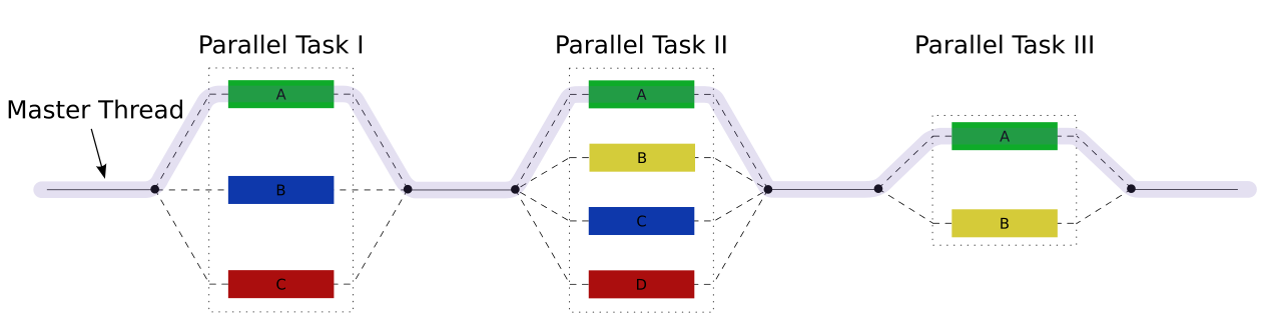 Parallel Task I
Parallel Task II
Parallel Task III
Master Thread
A
B
C
A
B
C
D
A
B